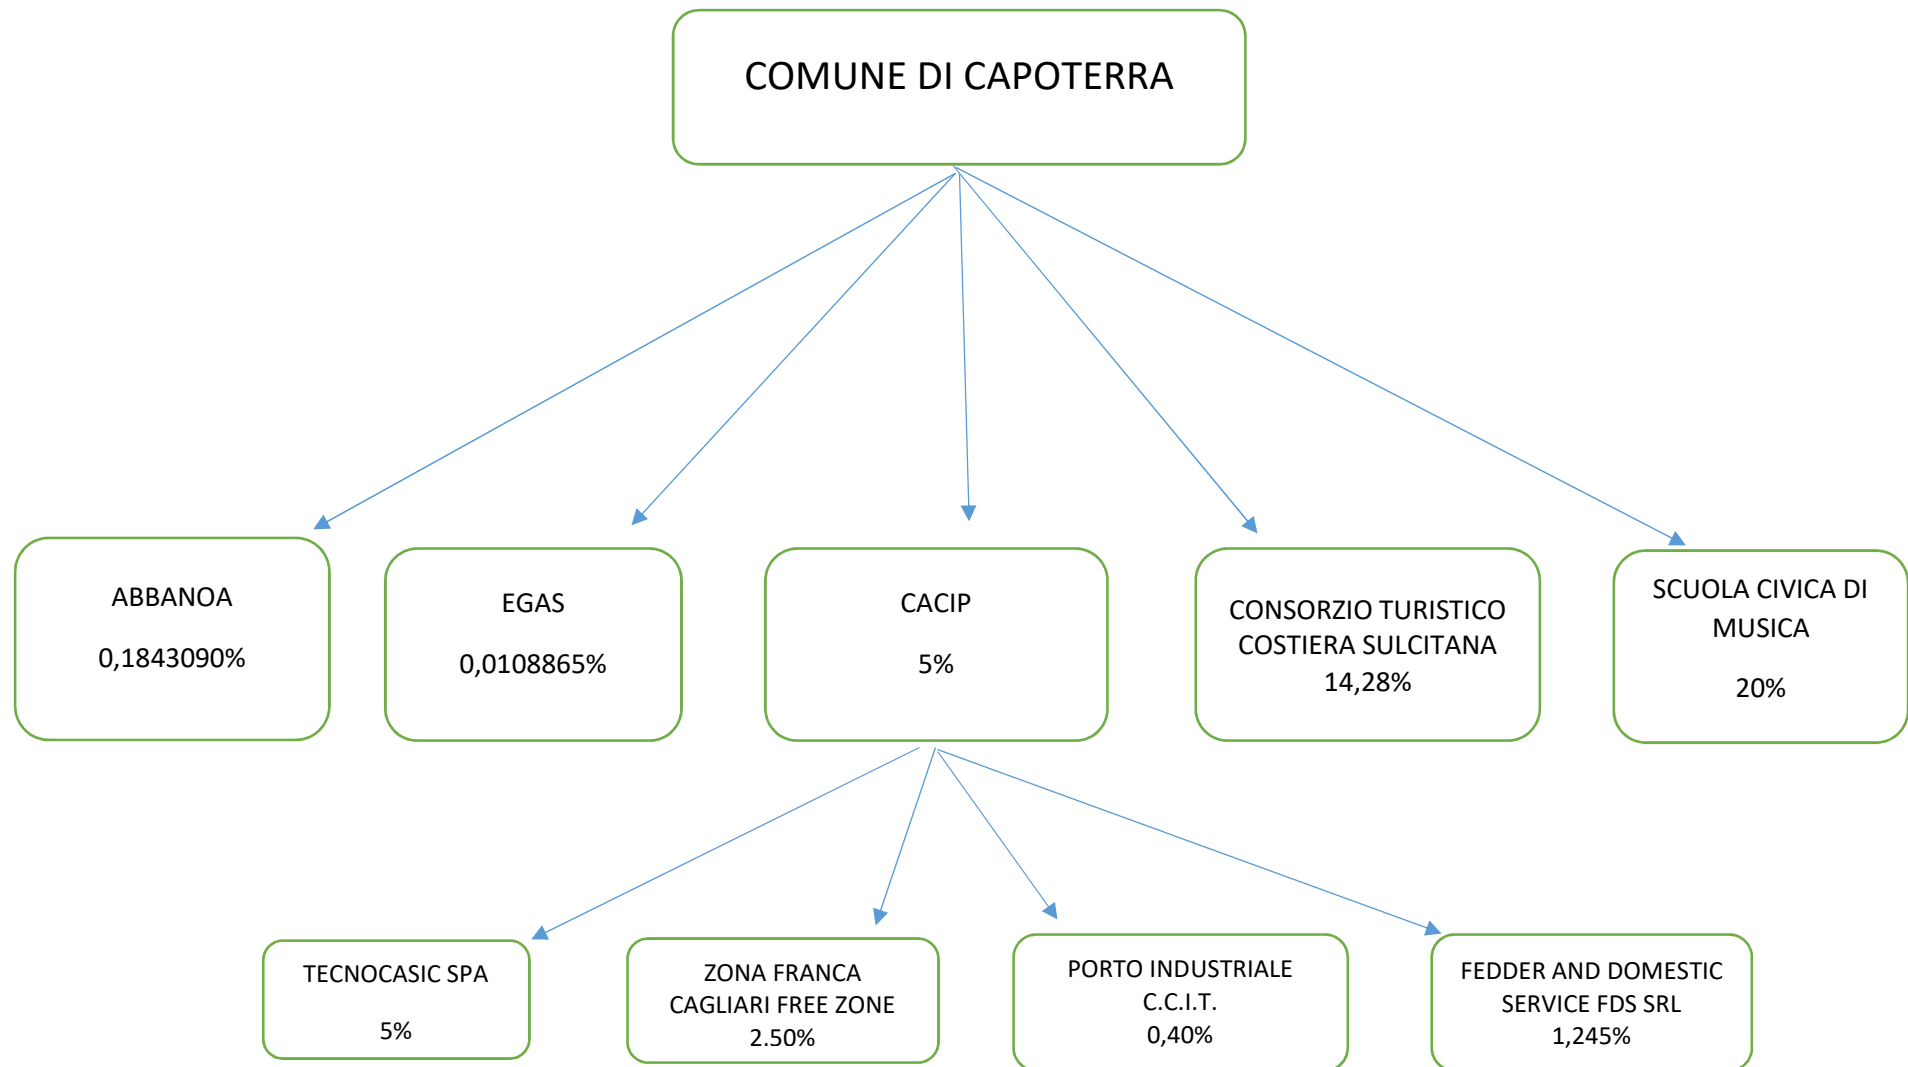 COMUNE DI CAPOTERRA
ABBANOA
0,1843090%
EGAS
0,0108865%
CACIP
5%
CONSORZIO TURISTICO
COSTIERA SULCITANA
14,28%
SCUOLA CIVICA DI
MUSICA
20%
TECNOCASIC SPA
5%
ZONA FRANCA
CAGLIARI FREE ZONE
2.50%
PORTO INDUSTRIALE
C.C.I.T.
0,40%
FEDDER AND DOMESTIC
SERVICE FDS SRL
1,245%